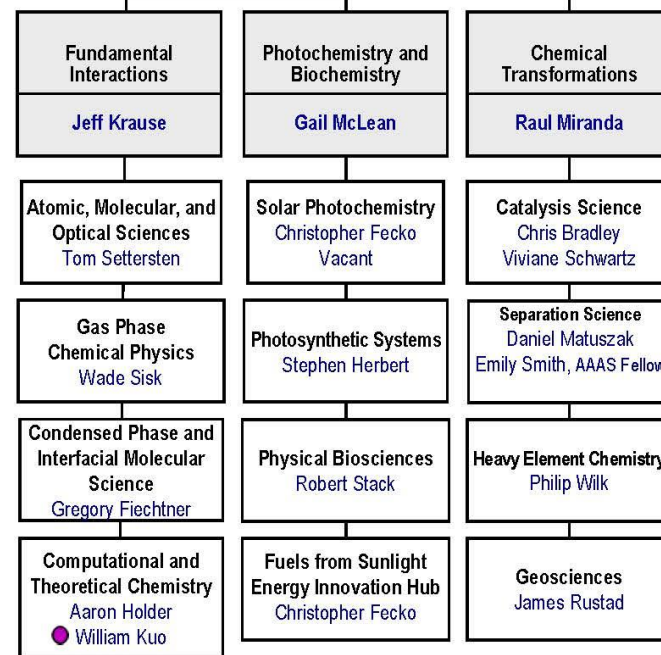 Fundamental
Interactions
Jeff Krause
Atomic, Molecular, and
Optical Sciences
Tom Settersten
Gas Phase
Chemical Physics
Wade Sisk
Condensed Phase and
Interfacial Molecular
Science
Gregory Fiechtner
Computational and
Theoretical Chemistry
Aaron Holder
William Kuo
Photochemistry and
Biochemistry
Gail McLean
Solar Photochemistry
Christopher Fecko
Vacant
Photosynthetic Systems
Stephen Herbert
Physical Biosciences
Robert Stack
Fuels from Sunlight
Energy Innovation Hub
Christopher Fecko
Chemical
Transformations
Raul Miranda
Catalysis Science
Chris Bradley
Viviane Schwartz
Separation Science
Daniel Matuszak
Emily Smith, AAAS Fellow
Heavy Element Chemistry
Philip Wilk
Geosciences
James Rustad